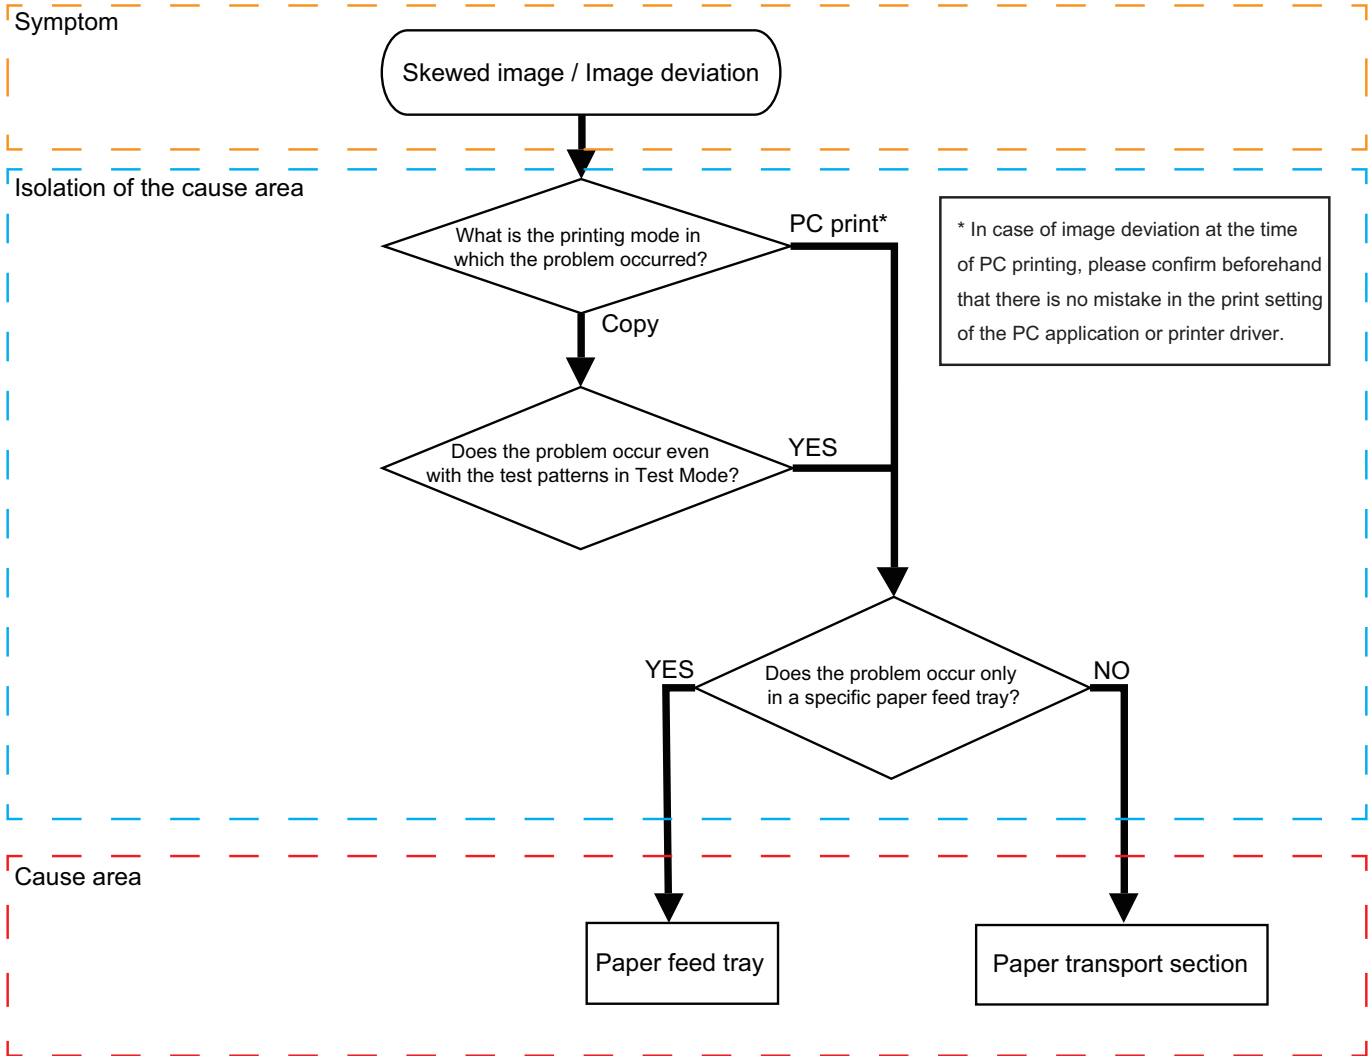 Symptom
Skewed image / Image deviation
Isolation of the cause area
What is the printing mode in
which the problem occurred?
PC print*
* In case of image deviation at the time
of PC printing, please confirm beforehand
that there is no mistake in the print setting
of the PC application or printer driver.
Copy
Does the problem occur even
with the test patterns in Test Mode?
YES
YES
Does the problem occur only
in a specific paper feed tray?
NO
Cause area
Paper feed tray
Paper transport section